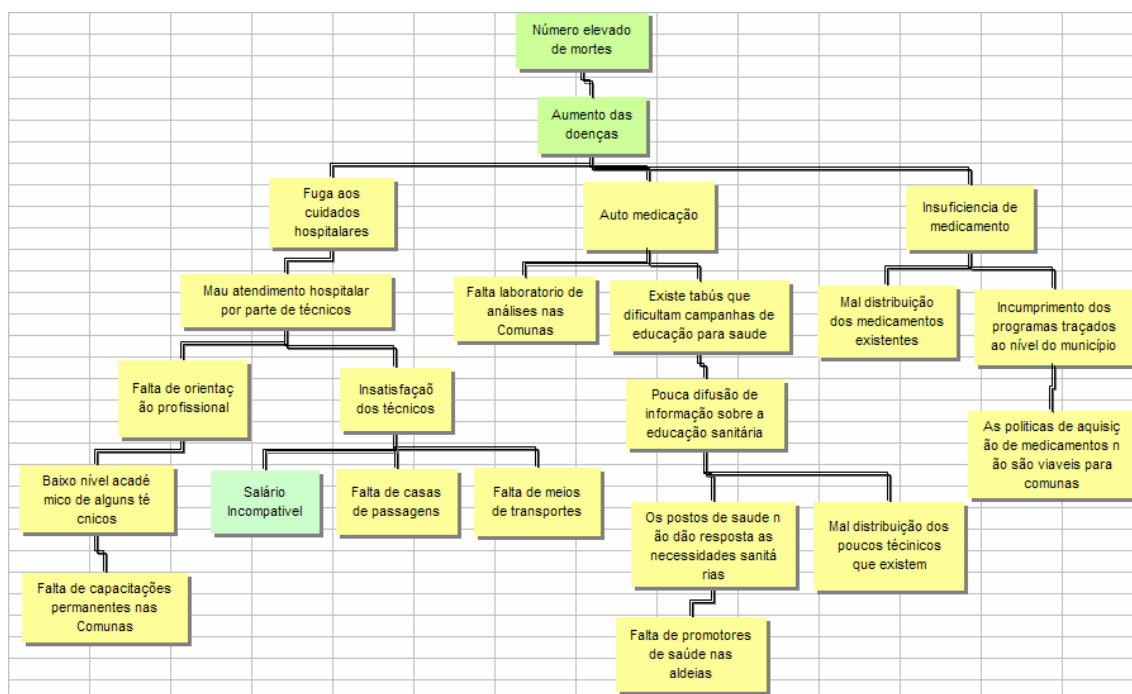 Número elevado
de mortes
Aumento das
doenças
Fuga aos
cuidados
hospitalares
Auto medicação
Insuficiencia de
medicamento
Mau atendimento hospitalar
por parte de técnicos
Falta laboratorio de
análises nas
Comunas
Existe tabús que
dificultam campanhas de
educação para saude
Mal distribuição
dos medicamentos
existentes
Incumprimento dos
programas traçados
ao nível do município
Falta de orientaç
ão profissional
Insatisfaçaõ
dos técnicos
Pouca difusão de
informação sobre a
educação sanitária
As politicas de aquisiç
ão de medicamentos n
ão são viaveis para
comunas
Baixo nível acadé
mico de alguns té
cnicos
Salário
Incompativel
Falta de casas
de passagens
Falta de meios
de transportes
Os postos de saude n
ão dão resposta as
necessidades sanitá
rias
Mal distribuição dos
poucos técinicos
que existem
Falta de capacitações
permanentes nas
Comunas
Falta de promotores
de saúde nas
aldeias